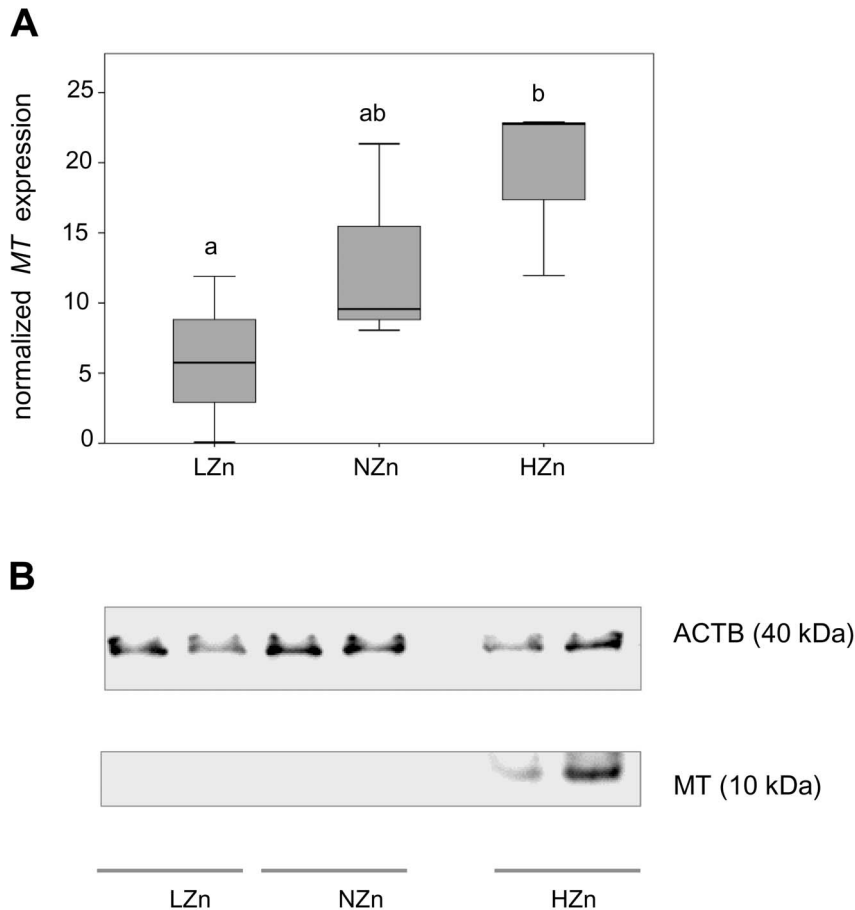 A
normalized MT expression
25
20
15
10
5
0
a
ab
b
LZn NZn HZn
B
ACTB (40 kDa)
MT (10 kDa)
LZn NZn HZn